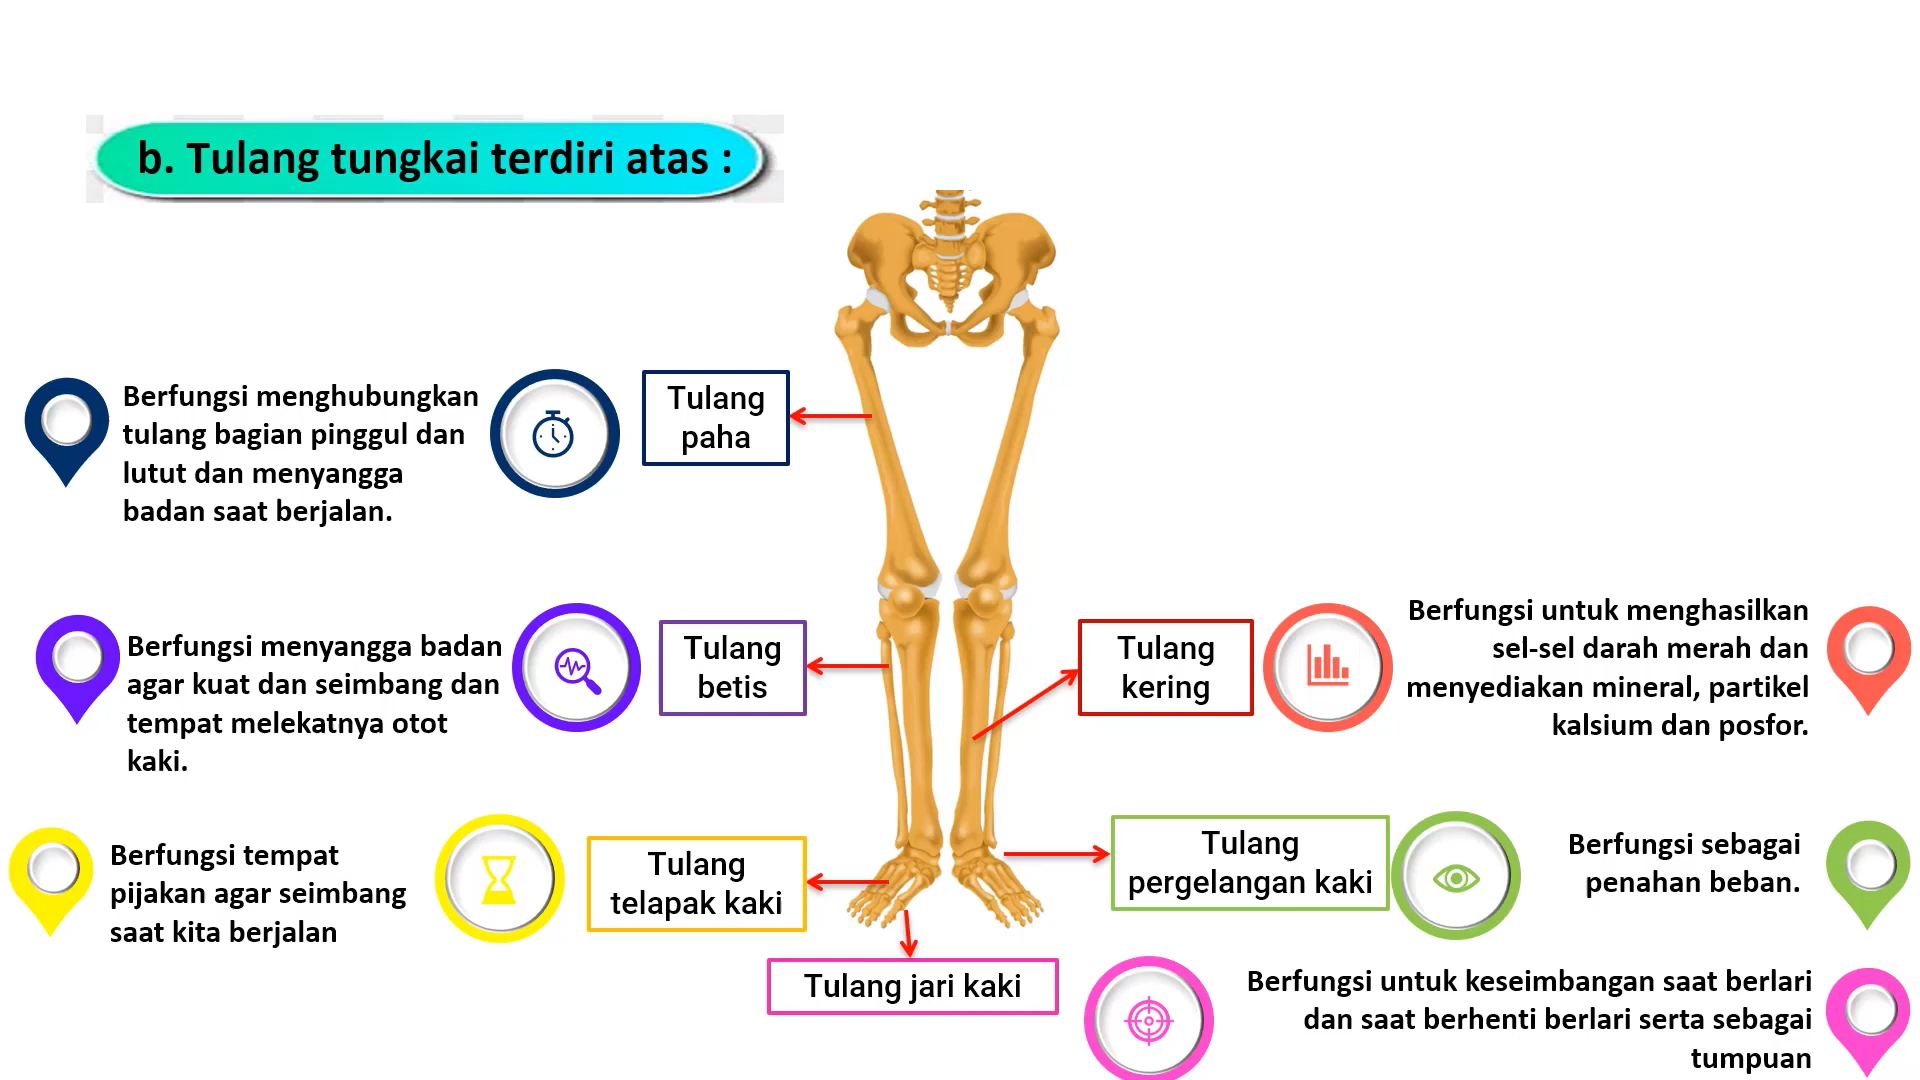 b. Tulang tungkai terdiri atas :
Berfungsi menghubungkan
tulang bagian pinggul dan
lutut dan menyangga
badan saat berjalan.
Tulang
paha
Berfungsi menyangga badan
agar kuat dan seimbang dan
tempat melekatnya otot
kaki.
Tulang
betis
Tulang
kering
Berfungsi untuk menghasilkan
sel-sel darah merah dan
menyediakan mineral, partikel
kalsium dan posfor.
Berfungsi tempat
pijakan agar seimbang
saat kita berjalan
Tulang
telapak kaki
Tulang
pergelangan kaki
Berfungsi sebagai
penahan beban.
Tulang jari kaki
Berfungsi untuk keseimbangan saat berlari
dan saat berhenti berlari serta sebagai
tumpuan